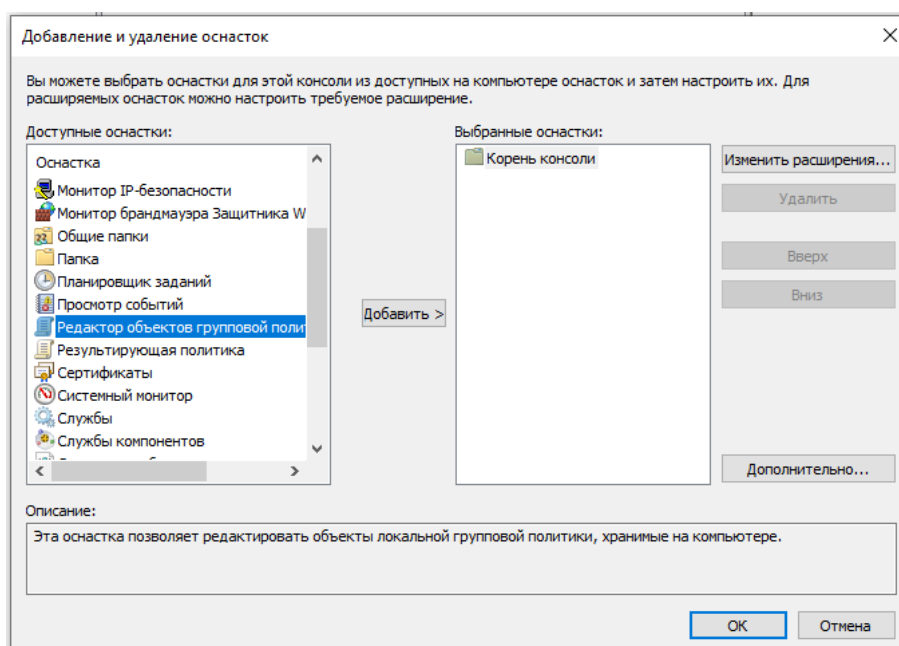 Добавление и удаление оснасток
Вы можете выбрать оснастки для этой консоли из доступных на компьютере оснасток и затем настроить их. Для
расширяемых оснасток можно настроить требуемое расширение.
Доступные оснастки:
Оснастка
Монитор IP-безопасности
Монитор брандмауэра Защитника W
Общие папки
Папка
Планировщик заданий
Просмотр событий
Редактор объектов групповой поли
Результирующая политика
Сертификаты
Системный монитор
Службы
Службы компонентов
Добавить >
Выбранные оснастки:
Корень консоли
Изменить расширения...
Удалить
Вверх
Вниз
Дополнительно...
Описание:
Эта оснастка позволяет редактировать объекты локальной групповой политики, хранимые на компьютере.
ОК
Отмена